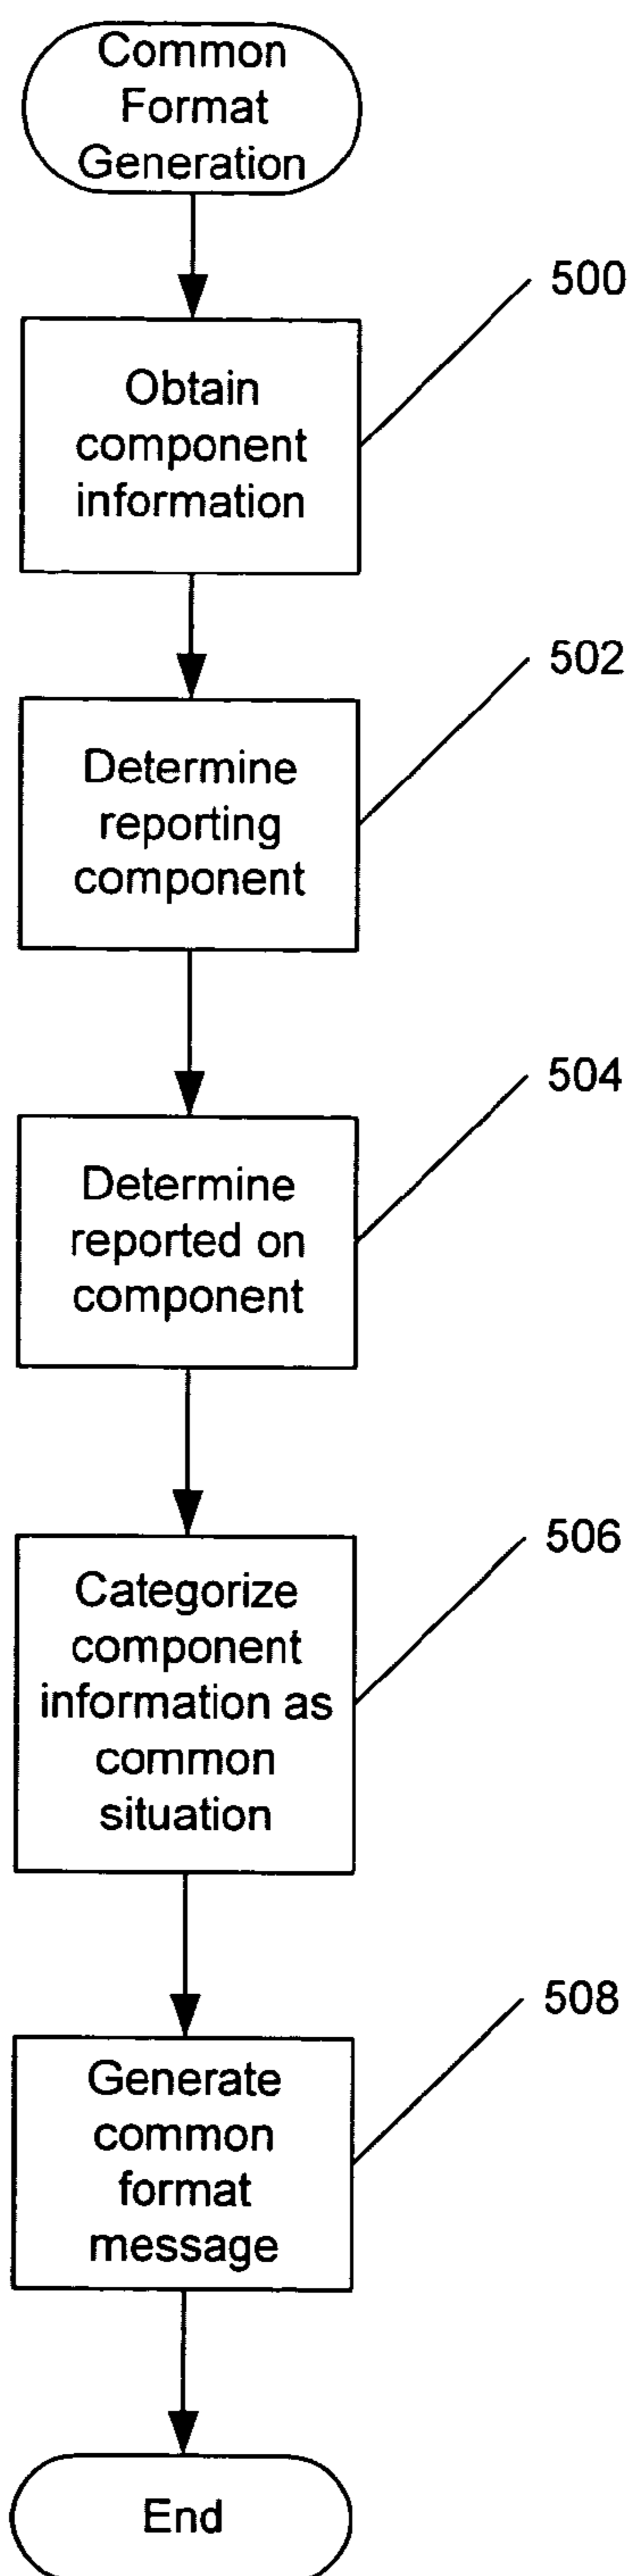 Common
Format
Generation
500
Obtain
component
information
502
Determine
reporting
component
504
Determine
reported on
component
506
Categorize
component
information as
common
situation
508
Generate
common
format
message
End